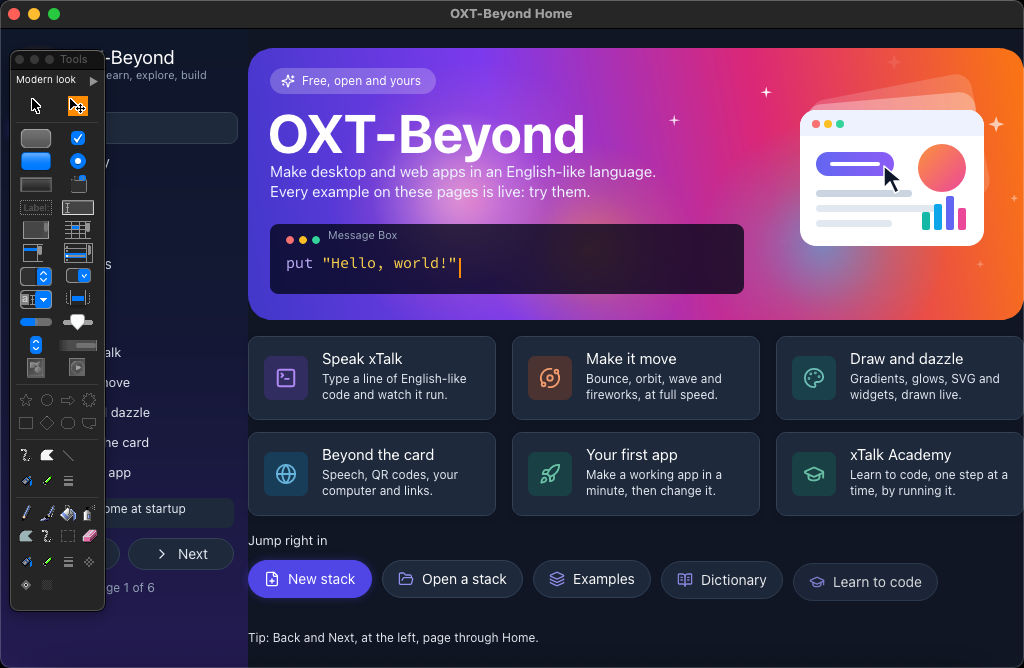 OXT-Beyond Home
Tools
Modern look
Label:
-Beyond
earn, explore, build
y
s
alk
nove
dazzle
he card
app
ome at startup
Next
ge 1 of 6
Free, open and yours
OXT-Beyond
Make desktop and web apps in an English-like language.
Every example on these pages is live: try them.
Message Box
put "Hello, world!"
Speak xTalk
Type a line of English-like
code and watch it run.
Make it move
Bounce, orbit, wave and
fireworks, at full speed.
Draw and dazzle
Gradients, glows, SVG and
widgets, drawn live.
Beyond the card
Speech, QR codes, your
computer and links.
Your first app
Make a working app in a
minute, then change it.
xTalk Academy
Learn to code, one step at a
time, by running it.
Jump right in
New stack
Open a stack
Examples
Dictionary
Learn to code
Tip: Back and Next, at the left, page through Home.